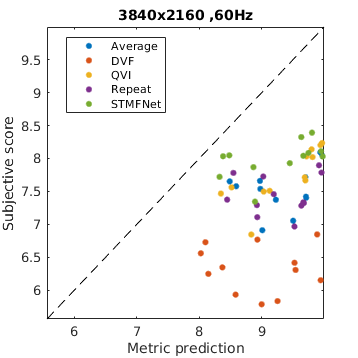 3840x2160 ,60Hz
Average
DVF
QVI
Repeat
STMFNet
Subjective score
9.5
9
8.5
8
7.5
7
6.5
6
6
7
8
9
Metric prediction